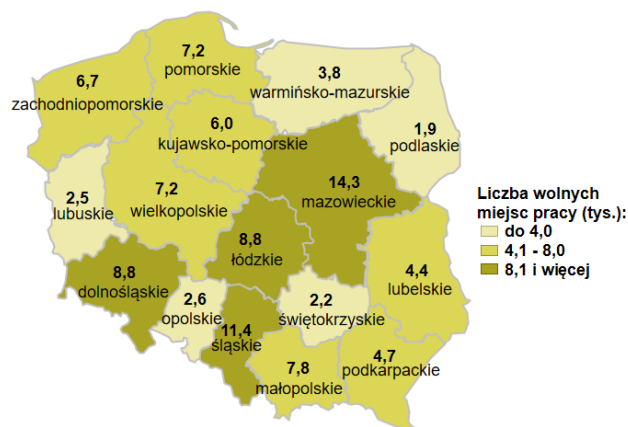 7,2
pomorskie
3,8
warmińsko-mazurskie
6,7
zachodniopomorskie
6,0
kujawsko-pomorskie
1,9
podlaskie
14,3
mazowieckie
2,5
lubuskie
7,2
wielkopolskie
Liczba wolnych
miejsc pracy (tys.):
do 4,0
4,1 - 8,0
8,1 i więcej
8,8
łódzkie
8,8
dolnośląskie
4,4
lubelskie
2,6
opolskie
2,2
świętokrzyskie
11,4
śląskie
7,8
małopolskie
4,7
podkarpackie